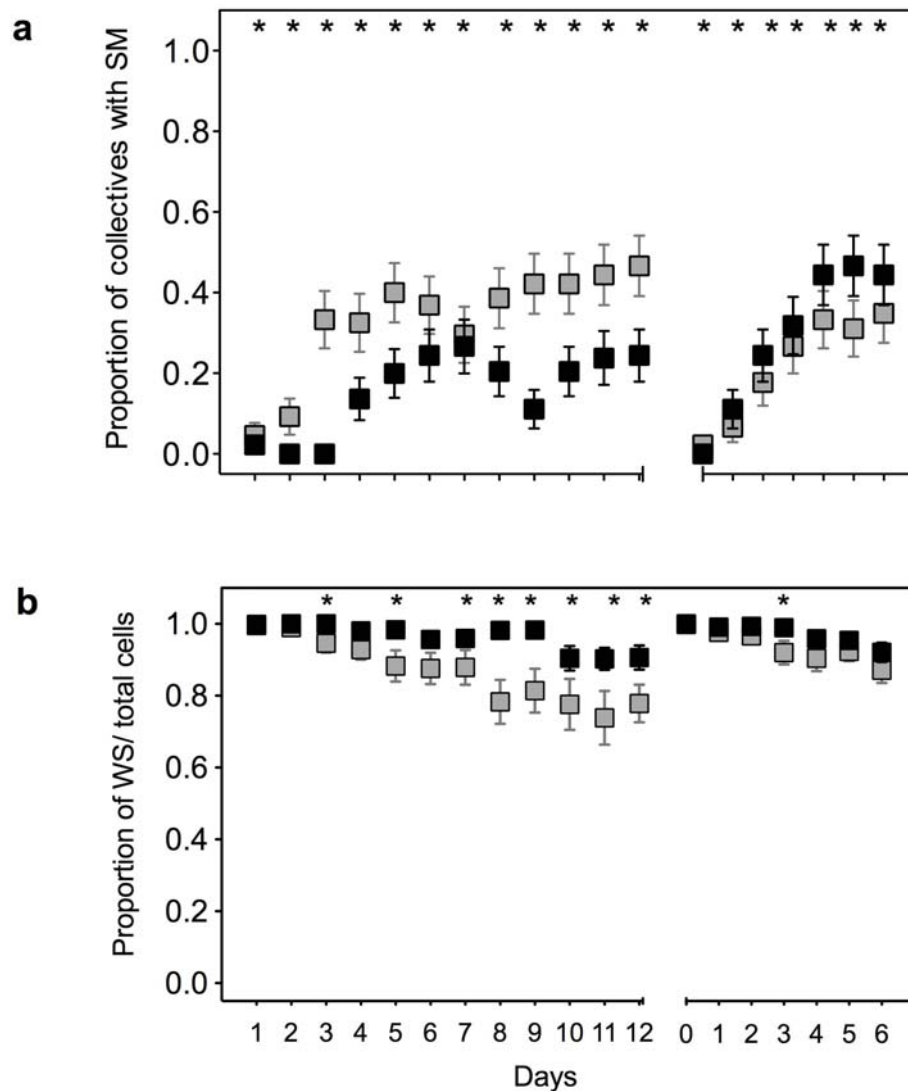 a
* * * * * * * * * * * * * * * * * * *
Proportion of collectives with SM
1.0
0.8
0.6
0.4
0.2
0.0
b
* * * * * * * * *
Proportion of WS/ total cells
1.0
0.8
0.6
0.4
0.2
0.0
1 2 3 4 5 6 7 8 9 10 11 12 0 1 2 3 4 5 6
Days